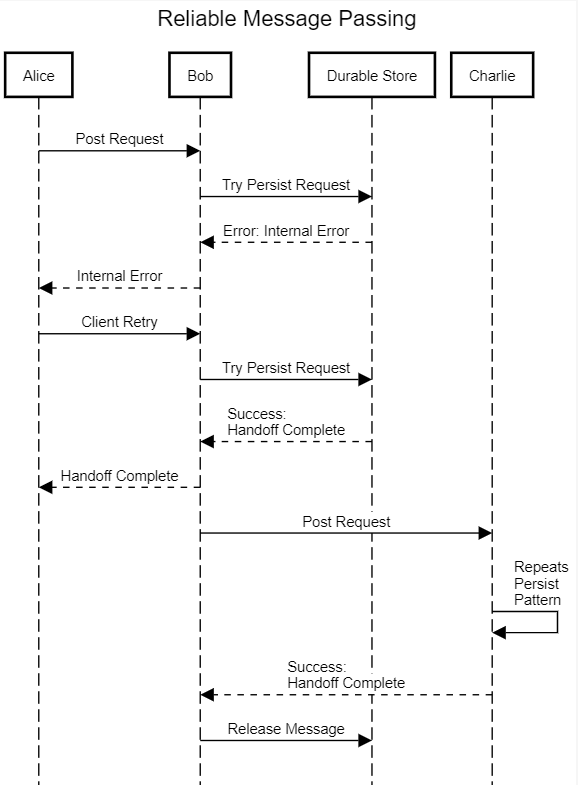 Reliable Message Passing
Alice
Bob
Durable Store
Charlie
Post Request
Try Persist Request
Error: Internal Error
Internal Error
Client Retry
Try Persist Request
Success:
Handoff Complete
Handoff Complete
Post Request
Repeats
Persist
Pattern
Success:
Handoff Complete
Release Message